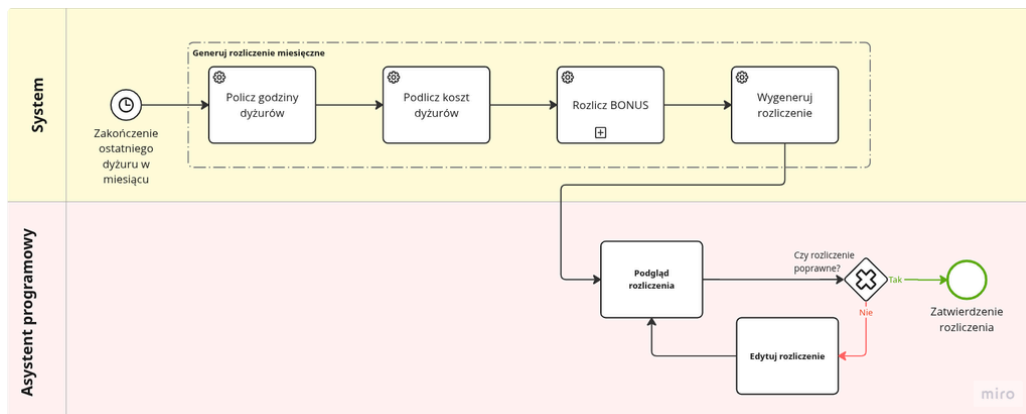 System
Generuj rozliczenie miesięczne
Zakończenie
ostatniego
dyżuru w
miesiącu
Policz godziny
dyżurów
Podlicz koszt
dyżurów
Rozlicz BONUS
Wygeneruj
rozliczenie
Asystent programowy
Podgląd
rozliczenia
Czy rozliczenie
poprawne?
Tak
Nie
Zatwierdzenie
rozliczenia
Edytuj rozliczenie
miro